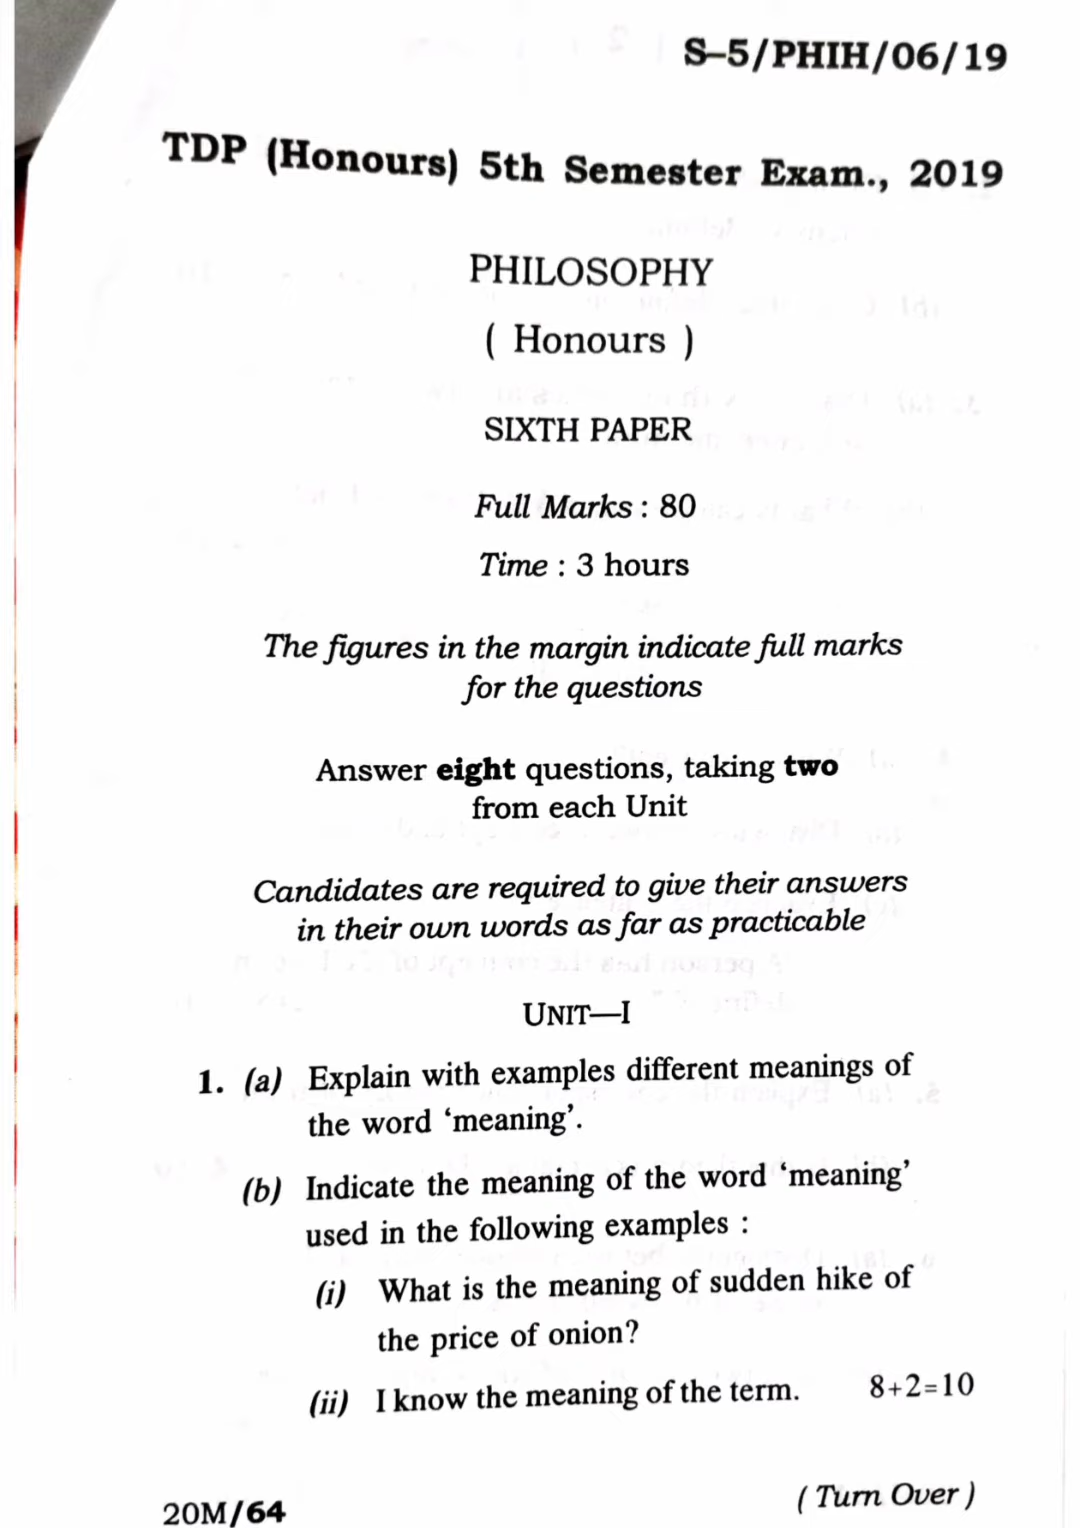 S–5/PHIH/06/19
TDP (Honours) 5th Semester Exam., 2019
PHILOSOPHY
( Honours )
SIXTH PAPER
Full Marks : 80
Time : 3 hours
The figures in the margin indicate full marks
for the questions
Answer eight questions, taking two
from each Unit
Candidates are required to give their answers
in their own words as far as practicable
UNIT—I
1. (a) Explain with examples different meanings of
the word ‘meaning’.
(b) Indicate the meaning of the word ‘meaning’
used in the following examples :
(i) What is the meaning of sudden hike of
the price of onion?
(ii) I know the meaning of the term. 8+2=10
20M/64
( Turn Over )